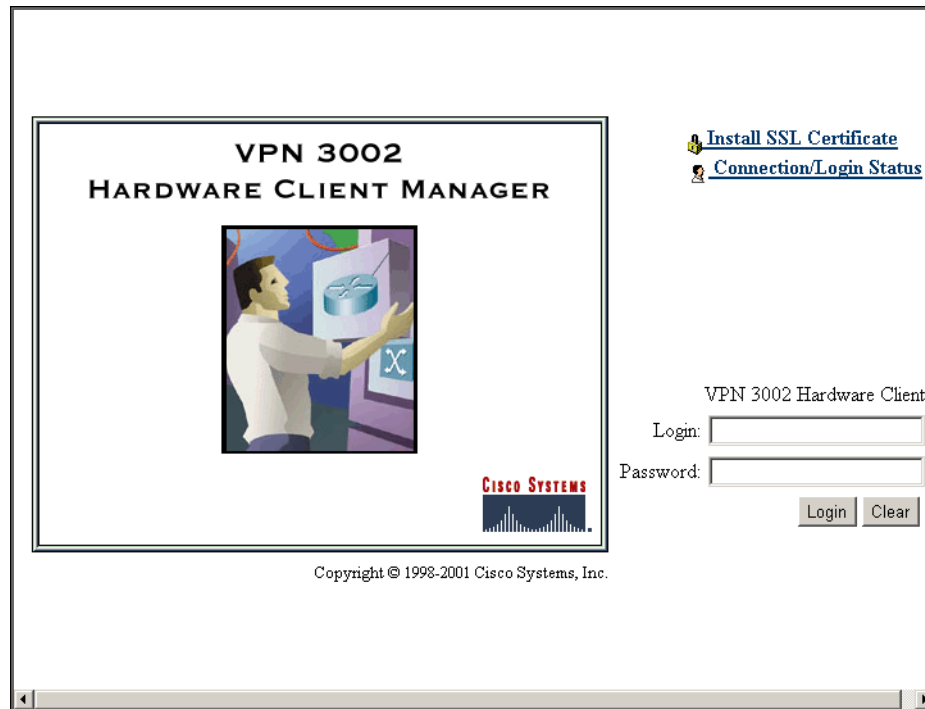 VPN 3002
HARDWARE CLIENT MANAGER
CISCO SYSTEMS
Copyright © 1998-2001 Cisco Systems, Inc.
Install SSL Certificate
Connection/Login Status
VPN 3002 Hardware Client
Login:
Password:
Login Clear